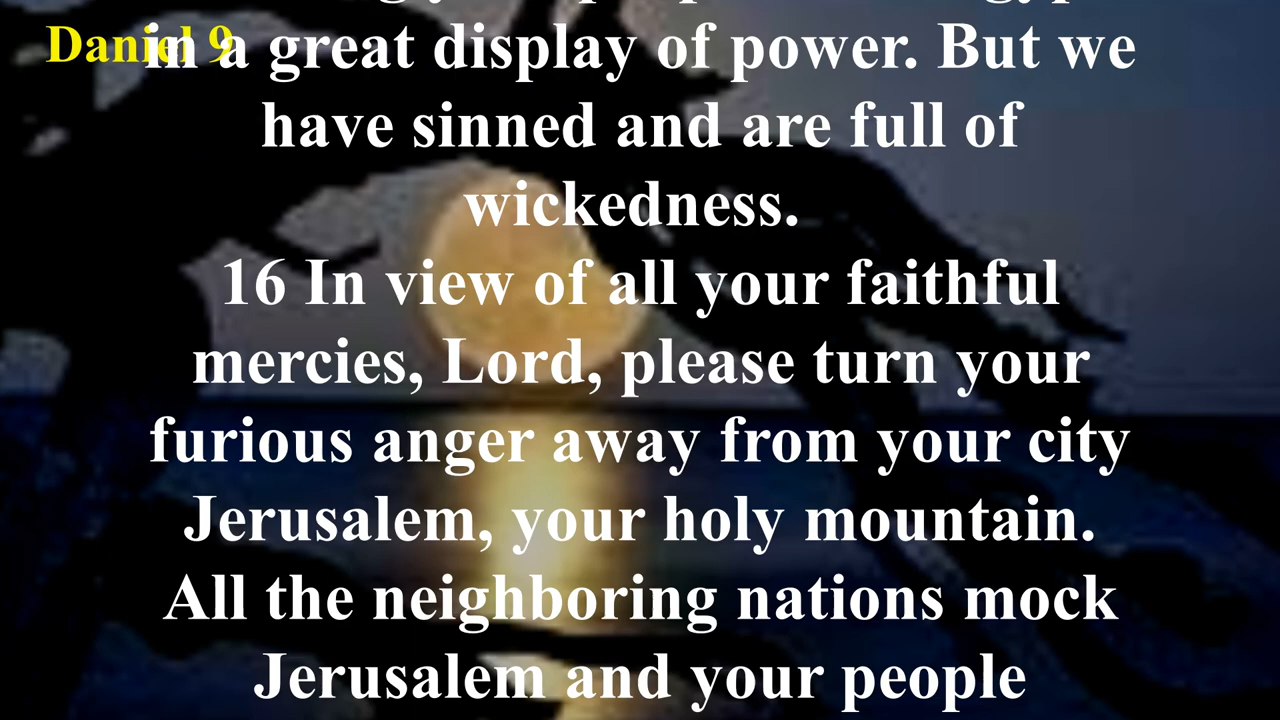 Daniel 9
in a great display of power. But we
have sinned and are full of
wickedness.
16 In view of all your faithful
mercies, Lord, please turn your
furious anger away from your city
Jerusalem, your holy mountain.
All the neighboring nations mock
Jerusalem and your people